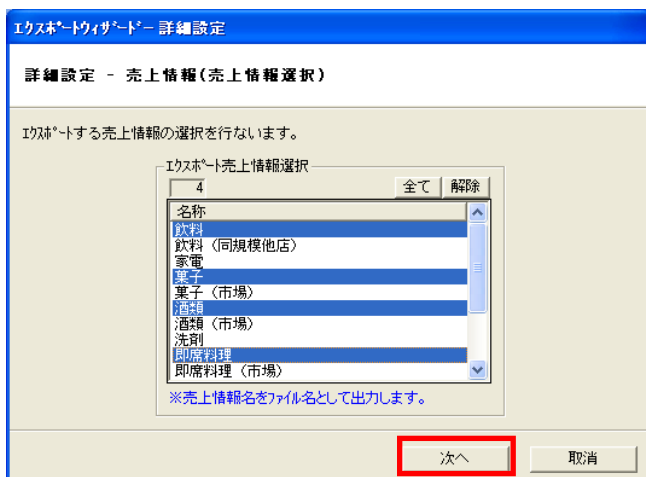 エクスポートウィザード - 詳細設定
詳細設定 - 売上情報(売上情報選択)
エクスポートする売上情報の選択を行ないます。
エクスポート売上情報選択
4 全て 解除
名称
飲料
飲料（同規模他店）
家電
菓子
菓子（市場）
酒類
酒類（市場）
洗剤
即席料理
即席料理（市場）
※売上情報名をファイル名として出力します。
次へ 取消